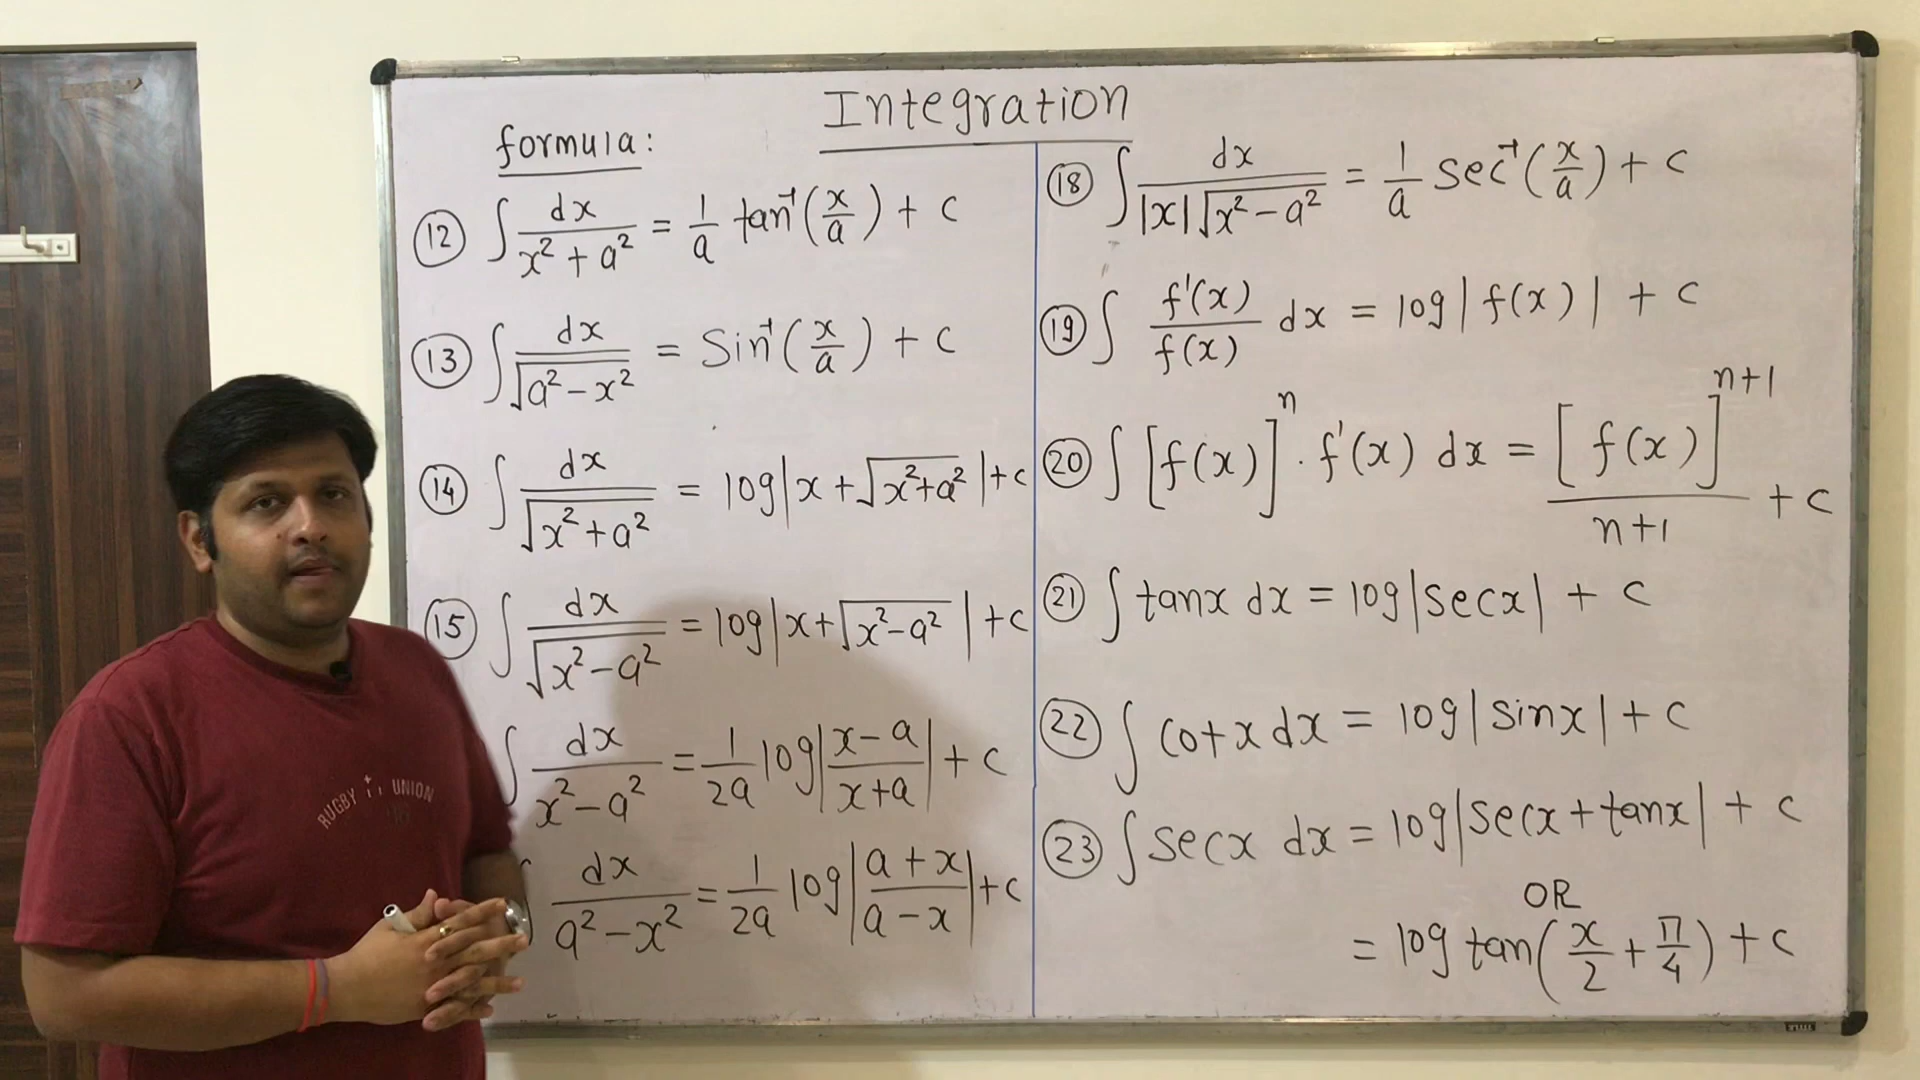 Integration
formula:
⑫ ∫ dx / (x² + a²) = 1/a tan⁻¹(x/a) + c
⑬ ∫ dx / √(a² − x²) = Sin⁻¹(x/a) + c
⑭ ∫ dx / √(x² + a²) = log|x + √(x² + a²)| + c
⑮ ∫ dx / √(x² − a²) = log|x + √(x² − a²)| + c
∫ dx / (x² − a²) = 1/2a log|(x − a)/(x + a)| + c
∫ dx / (a² − x²) = 1/2a log|(a + x)/(a − x)| + c
⑱ ∫ dx / (|x|√(x² − a²)) = 1/a Sec⁻¹(x/a) + c
⑲ ∫ f'(x)/f(x) dx = log|f(x)| + c
⑳ ∫ [f(x)]ⁿ · f'(x) dx = [f(x)]ⁿ⁺¹ / (n+1) + c
㉑ ∫ tanx dx = log|secx| + c
㉒ ∫ cotx dx = log|sinx| + c
㉓ ∫ secx dx = log|secx + tanx| + c
OR
= log tan(x/2 + π/4) + c
RUGBY UNION